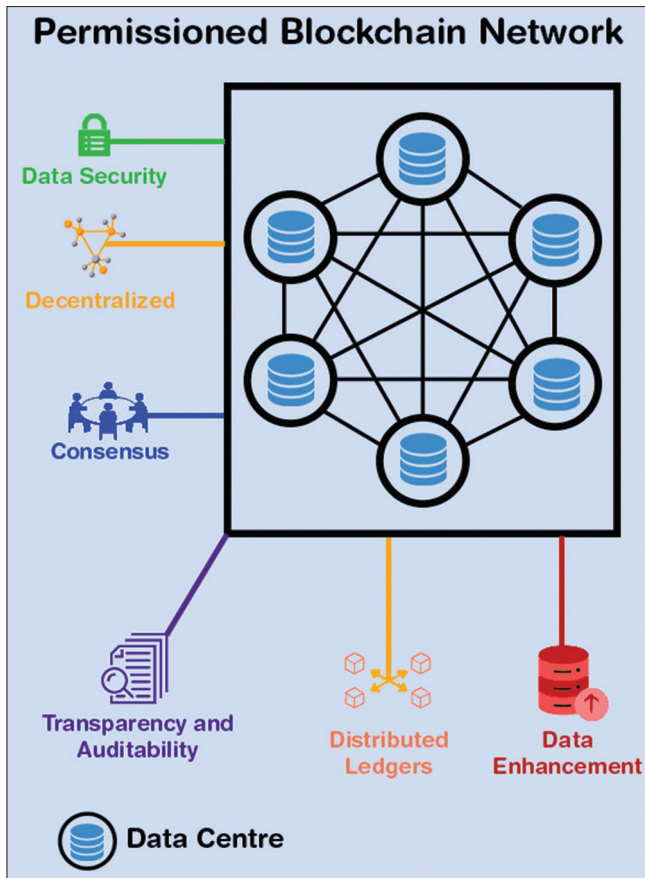 Permissioned Blockchain Network
Data Security
Decentralized
Consensus
Transparency and
Auditability
Distributed
Ledgers
Data
Enhancement
Data Centre